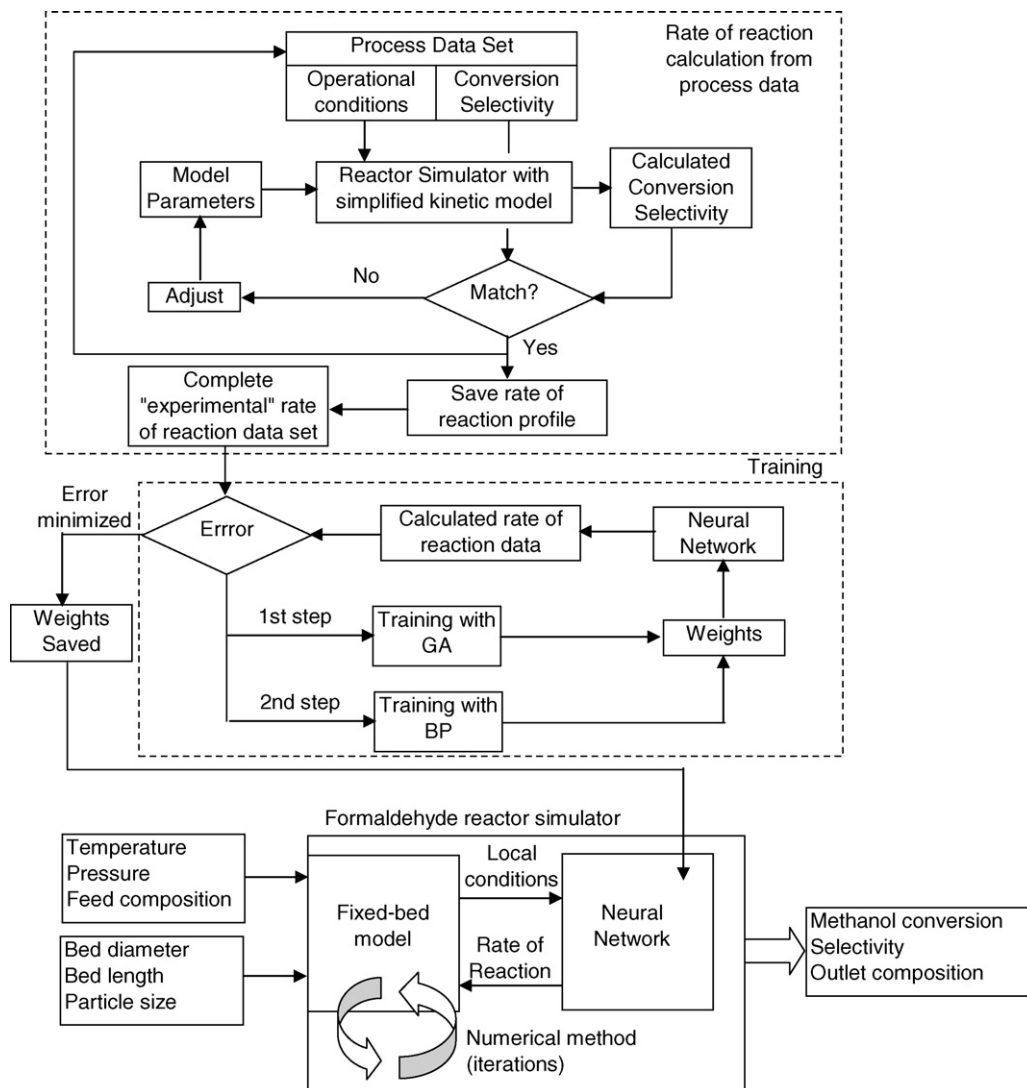 Rate of reaction
calculation from
process data
Process Data Set
Operational
conditions
Conversion
Selectivity
Model
Parameters
Reactor Simulator with
simplified kinetic model
Calculated
Conversion
Selectivity
No
Adjust
Match?
Yes
Complete
"experimental" rate
of reaction data set
Save rate of
reaction profile
Training
Error
minimized
Errror
Calculated rate of
reaction data
Neural
Network
Weights
Saved
1st step
Training with
GA
Weights
2nd step
Training with
BP
Formaldehyde reactor simulator
Temperature
Pressure
Feed composition
Bed diameter
Bed length
Particle size
Fixed-bed
model
Local
conditions
Rate of
Reaction
Neural
Network
Numerical method
(iterations)
Methanol conversion
Selectivity
Outlet composition